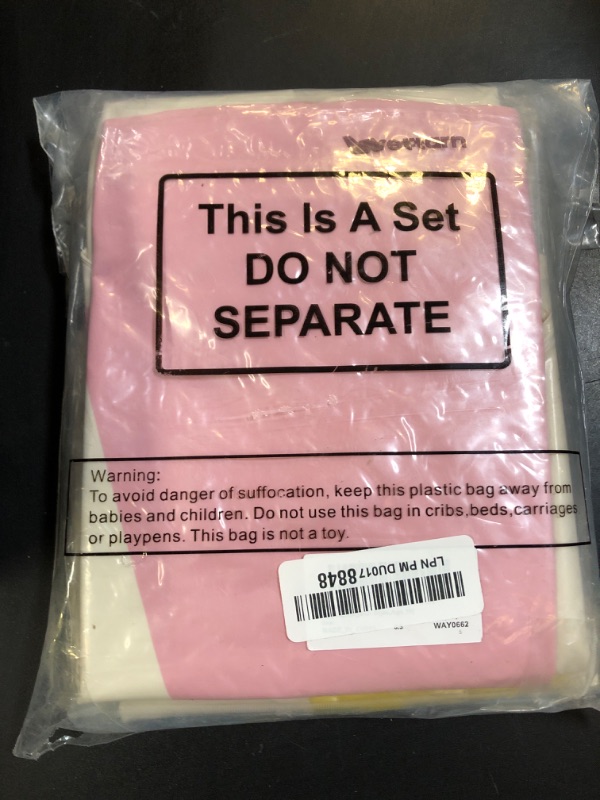 This Is A Set
DO NOT
SEPARATE
Warning:
To avoid danger of suffocation, keep this plastic bag away from
babies and children. Do not use this bag in cribs,beds,carriages
or playpens. This bag is not a toy.
LPN PM DU0178848
WAY0662